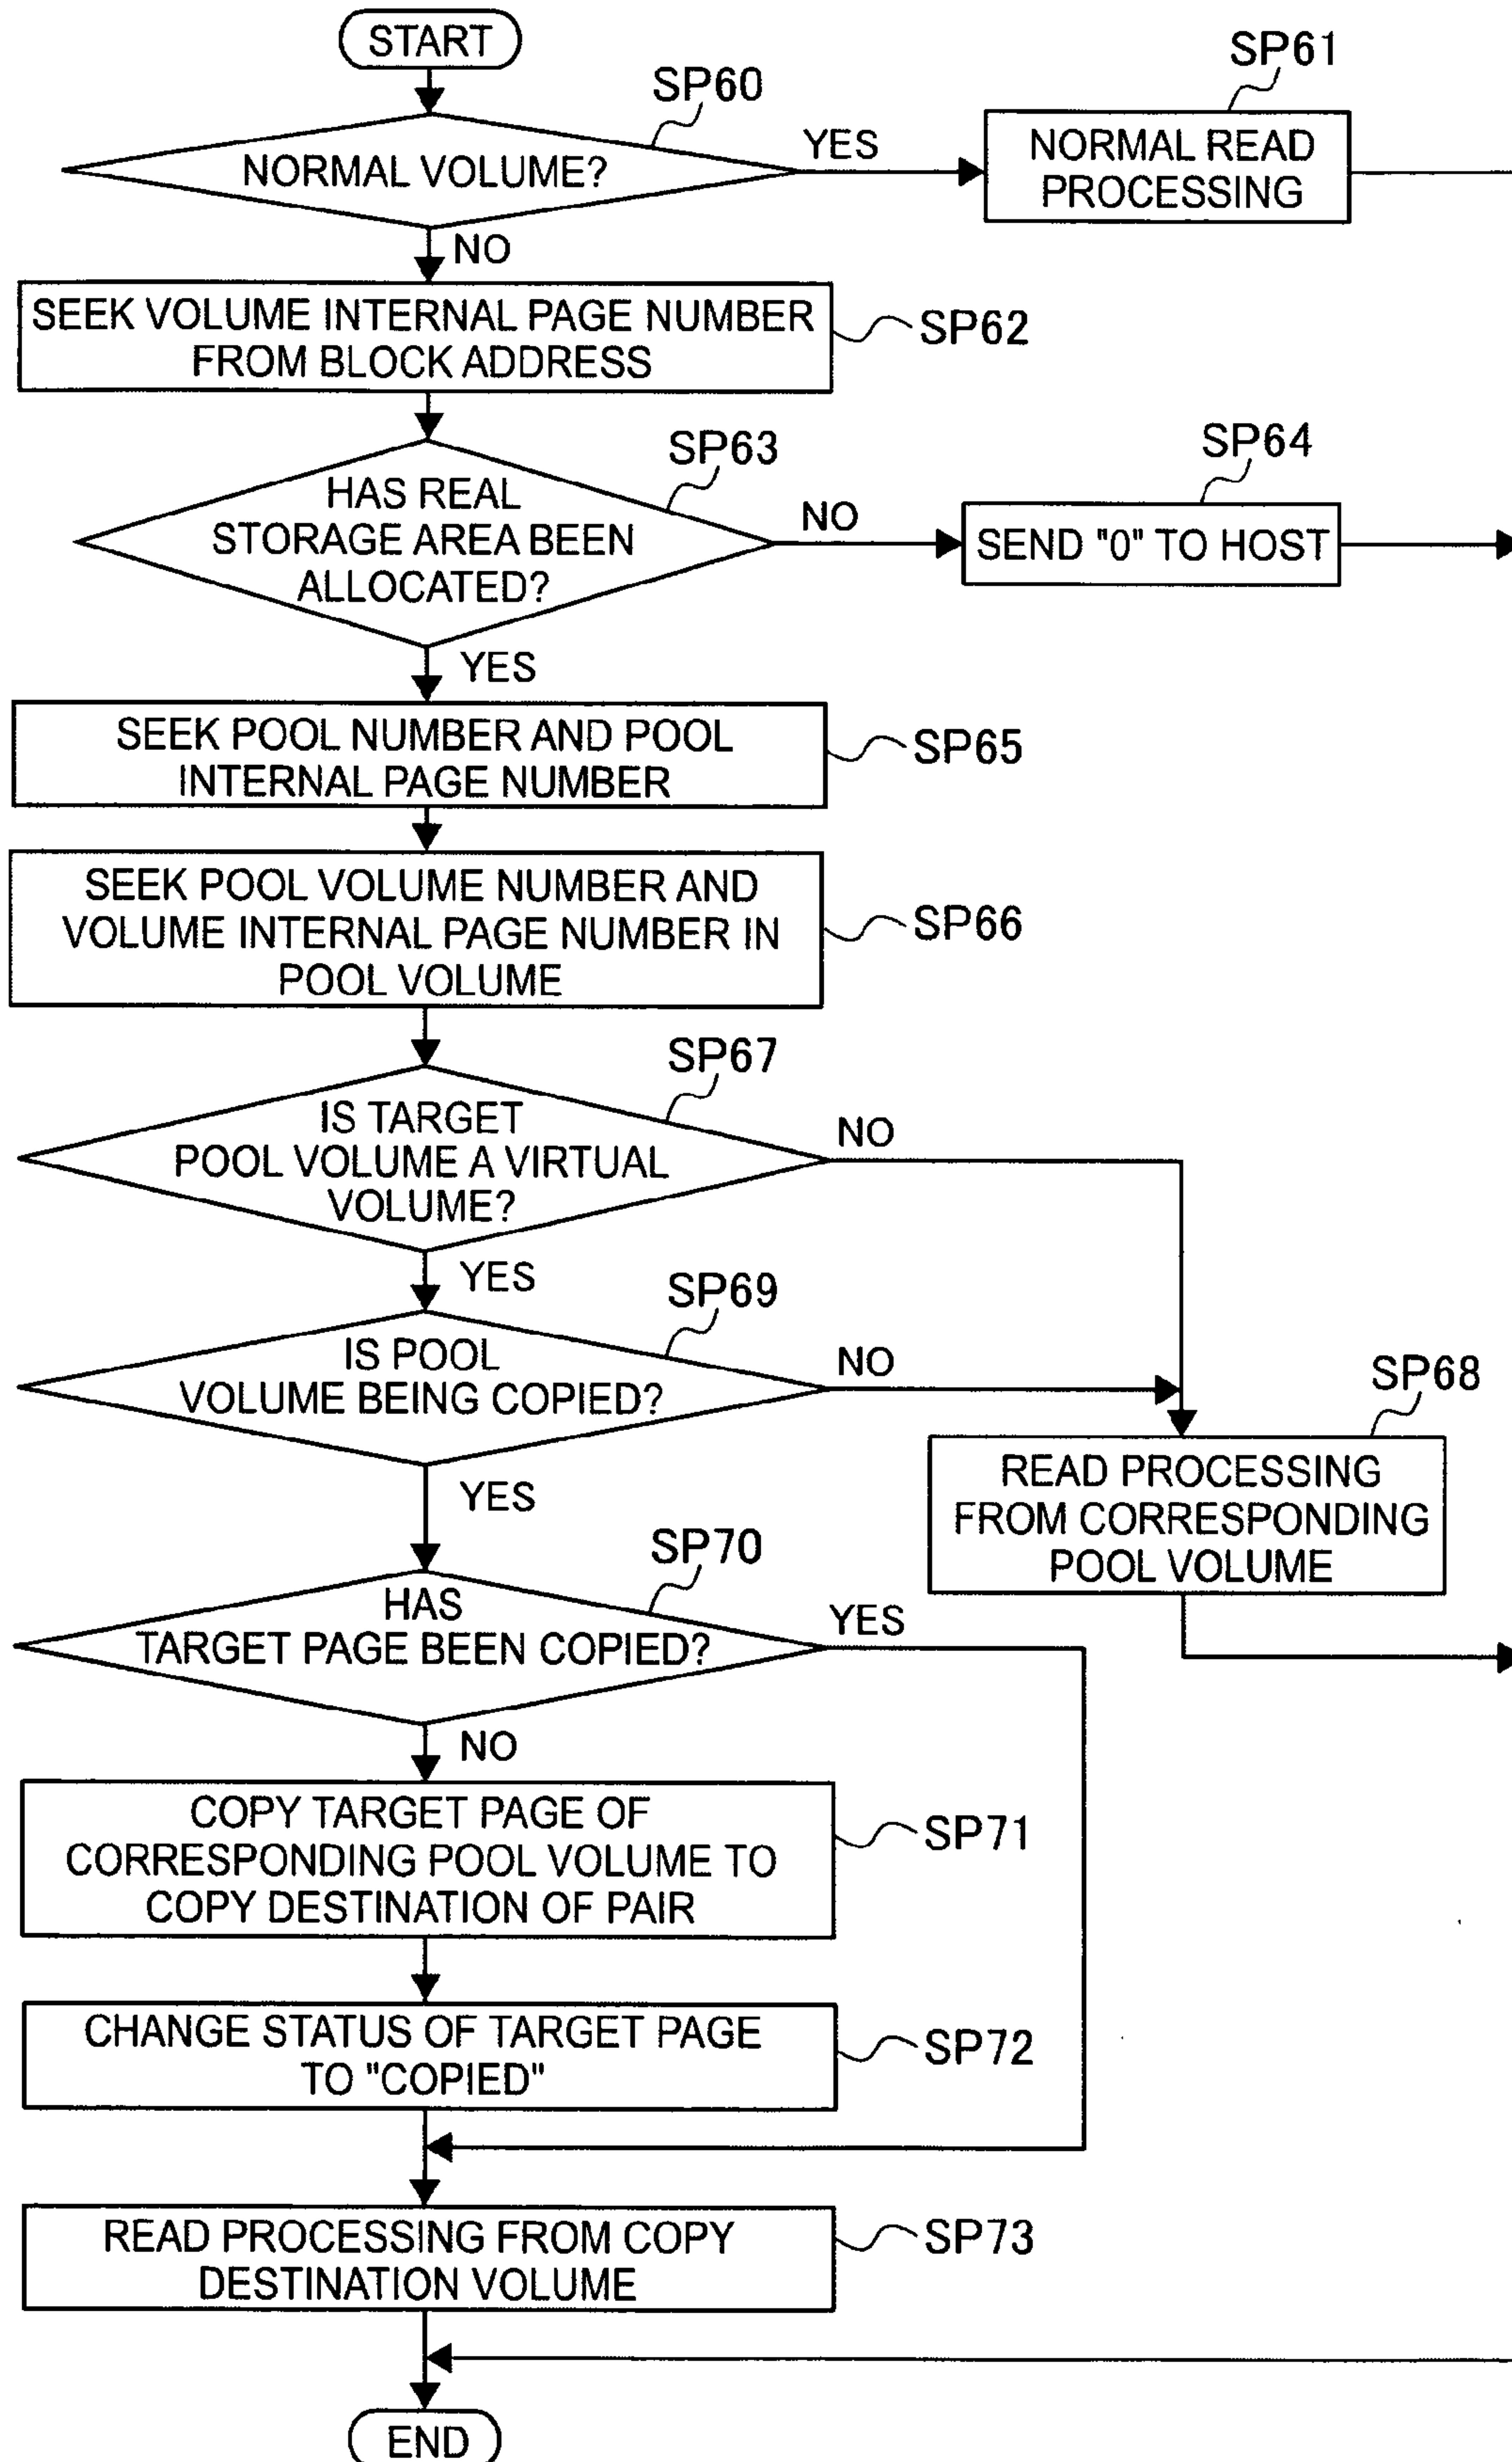 START
SP60
NORMAL VOLUME?
YES
SP61
NORMAL READ
PROCESSING
NO
SEEK VOLUME INTERNAL PAGE NUMBER
FROM BLOCK ADDRESS
SP62
SP63
HAS REAL
STORAGE AREA BEEN
ALLOCATED?
NO
SP64
SEND "0" TO HOST
YES
SEEK POOL NUMBER AND POOL
INTERNAL PAGE NUMBER
SP65
SEEK POOL VOLUME NUMBER AND
VOLUME INTERNAL PAGE NUMBER IN
POOL VOLUME
SP66
SP67
IS TARGET
POOL VOLUME A VIRTUAL
VOLUME?
NO
YES
SP69
IS POOL
VOLUME BEING COPIED?
NO
SP68
READ PROCESSING
FROM CORRESPONDING
POOL VOLUME
YES
SP70
HAS
TARGET PAGE BEEN COPIED?
YES
NO
COPY TARGET PAGE OF
CORRESPONDING POOL VOLUME TO
COPY DESTINATION OF PAIR
SP71
CHANGE STATUS OF TARGET PAGE
TO "COPIED"
SP72
READ PROCESSING FROM COPY
DESTINATION VOLUME
SP73
END